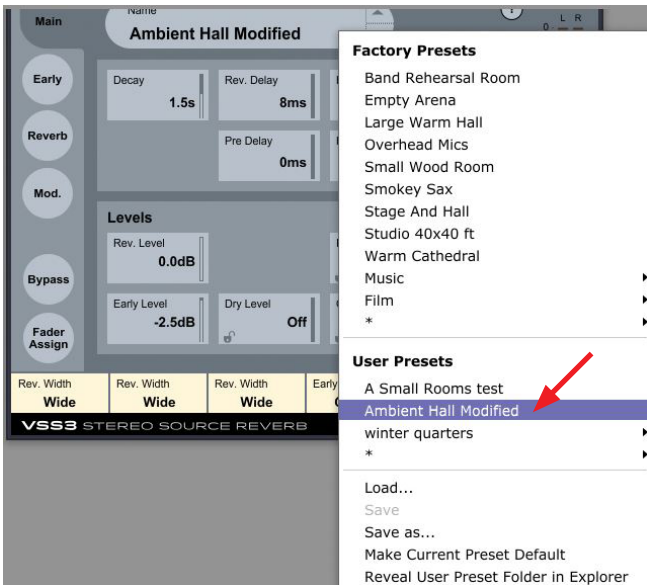 Main
Name
Ambient Hall Modified
L R
Early
Decay
1.5s
Rev. Delay
8ms
Reverb
Pre Delay
0ms
Mod.
Levels
Rev. Level
0.0dB
Bypass
Early Level
-2.5dB
Dry Level
Off
Fader
Assign
Rev. Width
Wide
Rev. Width
Wide
Rev. Width
Wide
Early
VSS3 STEREO SOURCE REVERB
Factory Presets
Band Rehearsal Room
Empty Arena
Large Warm Hall
Overhead Mics
Small Wood Room
Smokey Sax
Stage And Hall
Studio 40x40 ft
Warm Cathedral
Music
Film
*
User Presets
A Small Rooms test
Ambient Hall Modified
winter quarters
*
Load...
Save
Save as...
Make Current Preset Default
Reveal User Preset Folder in Explorer